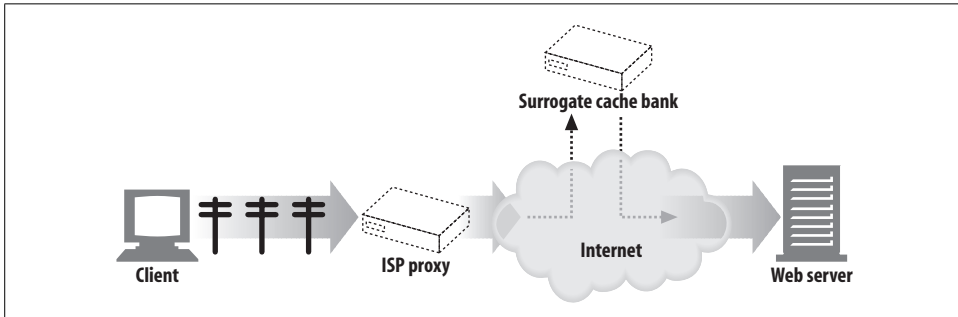 Surrogate cache bank
Client
ISP proxy
Internet
Web server